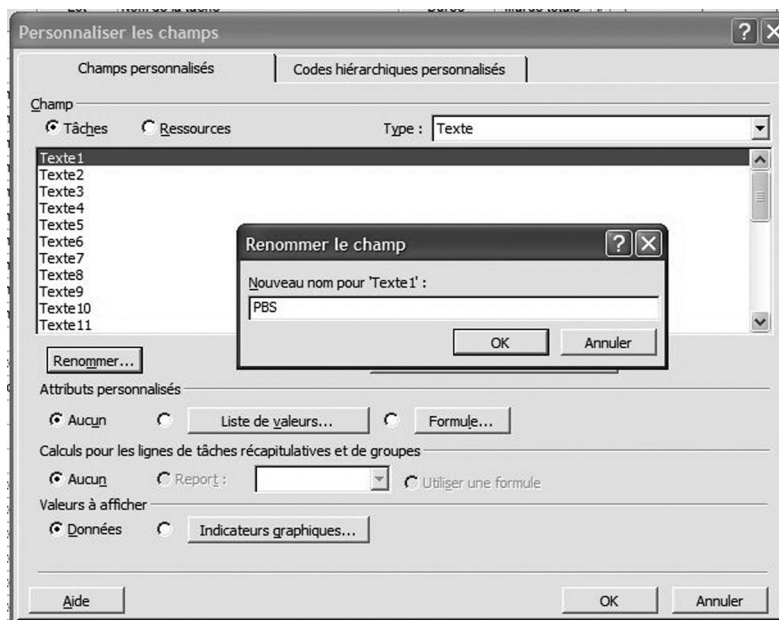 Personnaliser les champs
Champs personnalisés Codes hiérarchiques personnalisés
Champ
Tâches Ressources Type : Texte
Texte1
Texte2
Texte3
Texte4
Texte5
Texte6
Texte7
Texte8
Texte9
Texte10
Texte11
Renommer le champ
Nouveau nom pour 'Texte1' :
PBS
OK Annuler
Renommer...
Attributs personnalisés
Aucun Liste de valeurs... Formule...
Calculs pour les lignes de tâches récapitulatives et de groupes
Aucun Report : Utiliser une formule
Valeurs à afficher
Données Indicateurs graphiques...
Aide OK Annuler